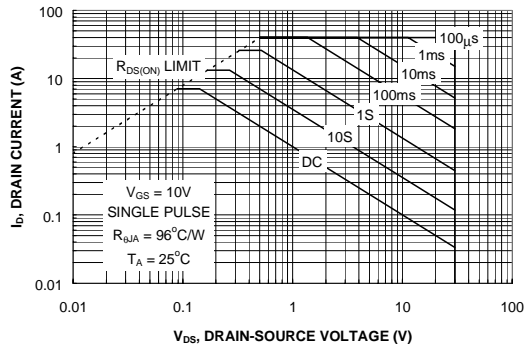 100
100µs
R_DS(ON) LIMIT
1ms
10ms
10
100ms
1S
1
10S
DC
V_GS = 10V
SINGLE PULSE
R_θJA = 96°C/W
T_A = 25°C
0.1
0.01
0.01
0.1
1
10
100
V_DS, DRAIN-SOURCE VOLTAGE (V)
I_D, DRAIN CURRENT (A)